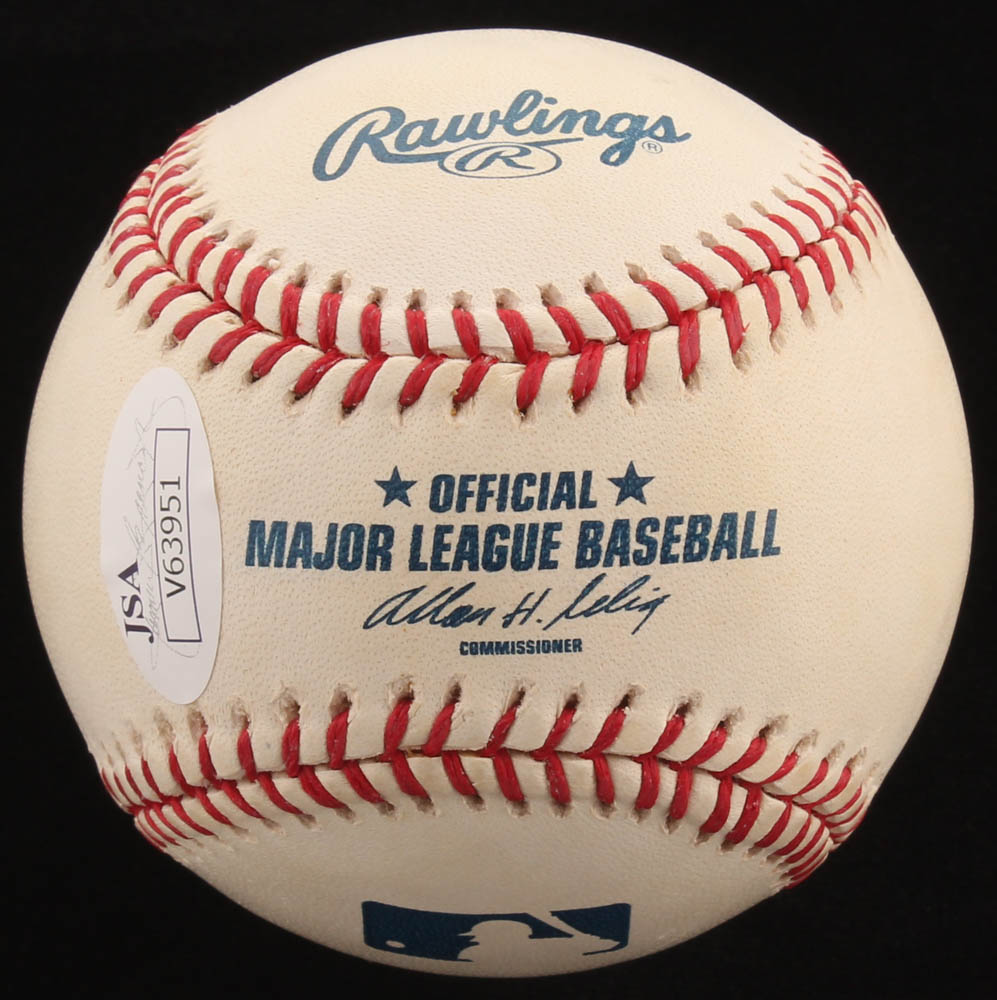 Rawlings ®
R
★ OFFICIAL ★
MAJOR LEAGUE BASEBALL
Allan H. Selig
COMMISSIONER
JSA
V63951